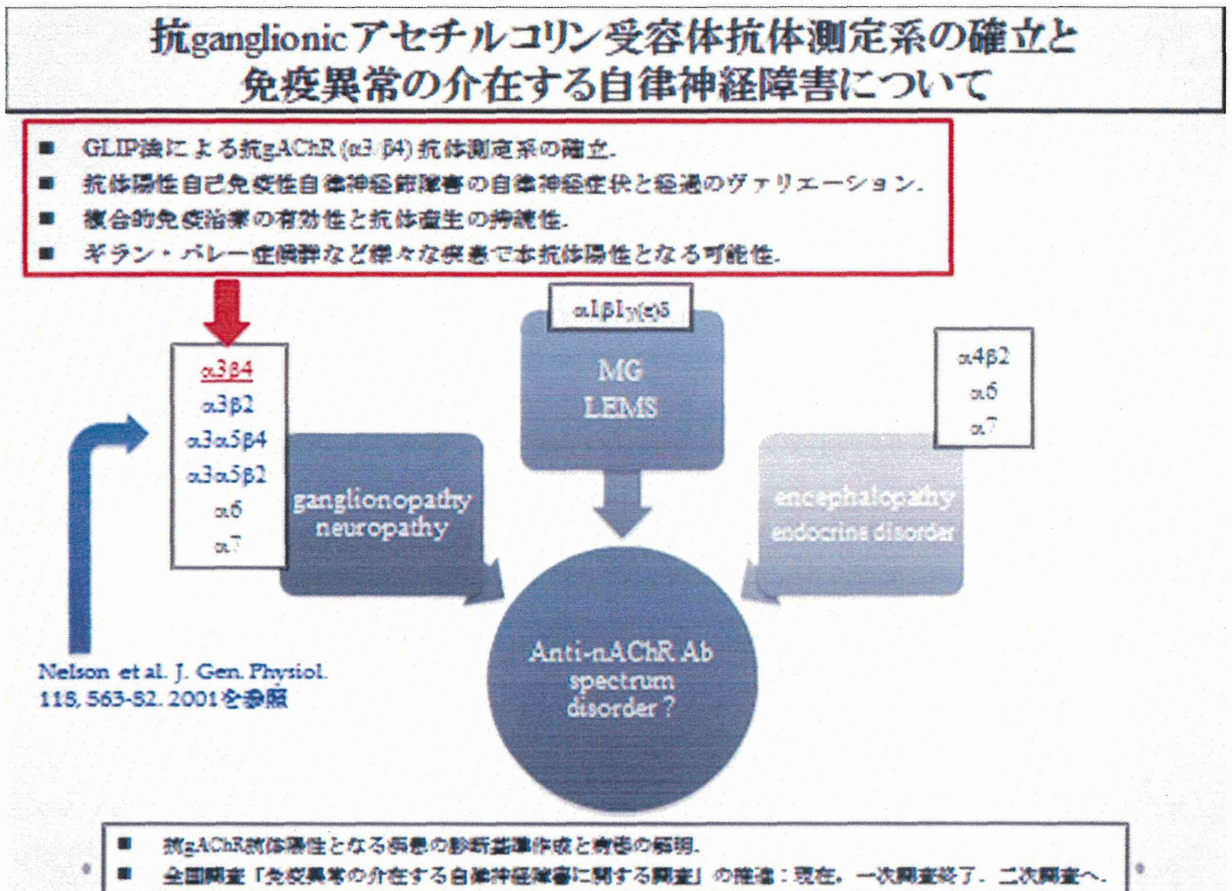 抗ganglionicアセチルコリン受容体抗体測定系の確立と
免疫異常の介在する自律神経障害について
■ GLIP法による抗gAChR (α3/β4) 抗体測定系の確立.
■ 抗体陽性自己免疫性自律神経節障害の自律神経症状と経過のヴァリエーション.
■ 複合的免疫治療の有効性と抗体産生の持続性.
■ ギラン・バレー症候群など様々な疾患で本抗体陽性となる可能性.
α1β1γ(ε)δ
MG
LEMS
α3β4
α3β2
α3α5β4
α3α5β2
α6
α7
ganglionopathy
neuropathy
α4β2
α6
α7
encephalopathy
endocrine disorder
Anti-nAChR Ab
spectrum
disorder ?
Nelson et al. J. Gen. Physiol.
118, 563-82. 2001を参照
■ 抗gAChR抗体陽性となる疾患の診断基準作成と病態の解明.
■ 全国調査「免疫異常の介在する自律神経障害に関する調査」の推進：現在, 一次調査終了. 二次調査へ.